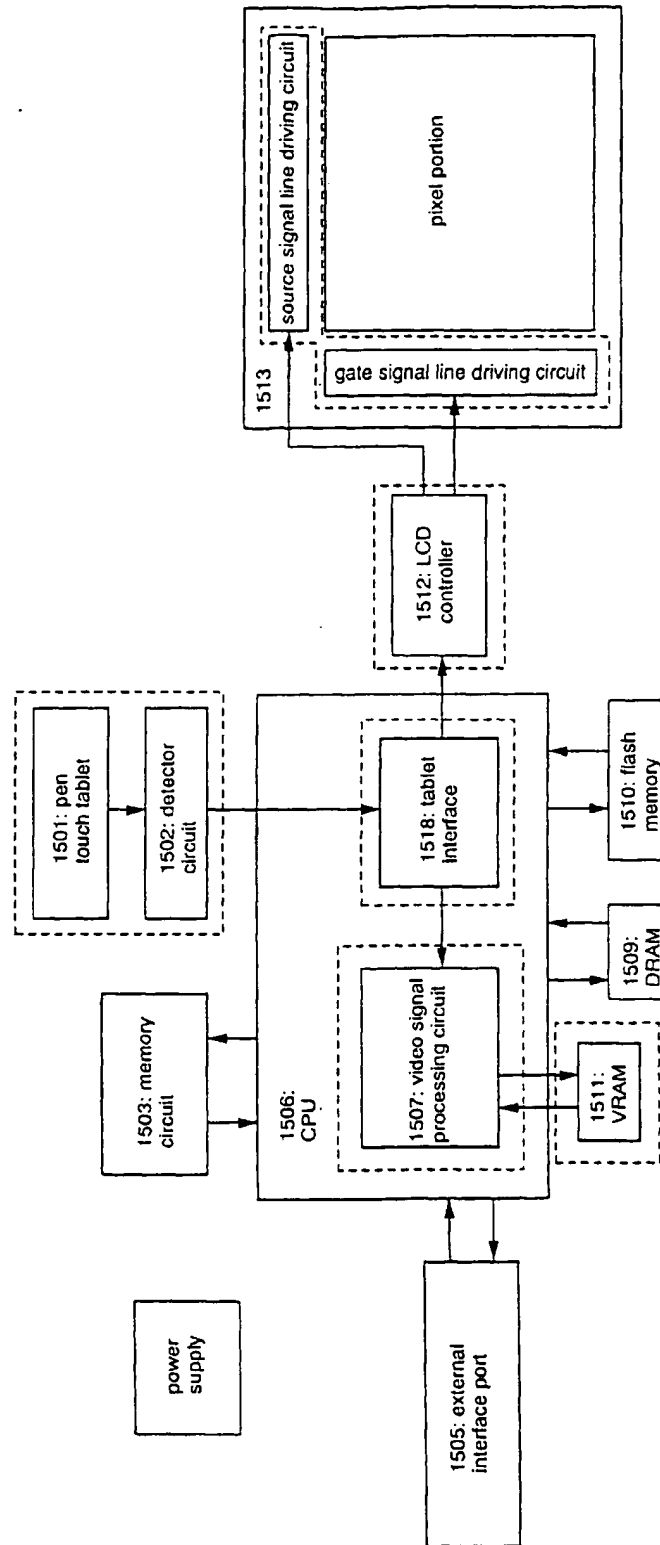 power
supply
1503: memory
circuit
1501: pen
touch tablet
1502: detector
circuit
1505: external
interface port
1506:
CPU
1507: video signal
processing circuit
1518: tablet
interface
1511:
VRAM
1509:
DRAM
1510: flash
memory
1512: LCD
controller
1513
source signal line driving circuit
gate signal line driving circuit
pixel portion